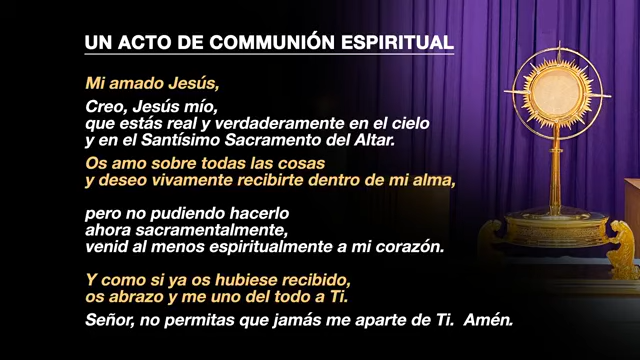 UN ACTO DE COMMUNIÓN ESPIRITUAL
Mi amado Jesús,
Creo, Jesús mío,
que estás real y verdaderamente en el cielo
y en el Santísimo Sacramento del Altar.
Os amo sobre todas las cosas
y deseo vivamente recibirte dentro de mi alma,
pero no pudiendo hacerlo
ahora sacramentalmente,
venid al menos espiritualmente a mi corazón.
Y como si ya os hubiese recibido,
os abrazo y me uno del todo a Ti.
Señor, no permitas que jamás me aparte de Ti. Amén.